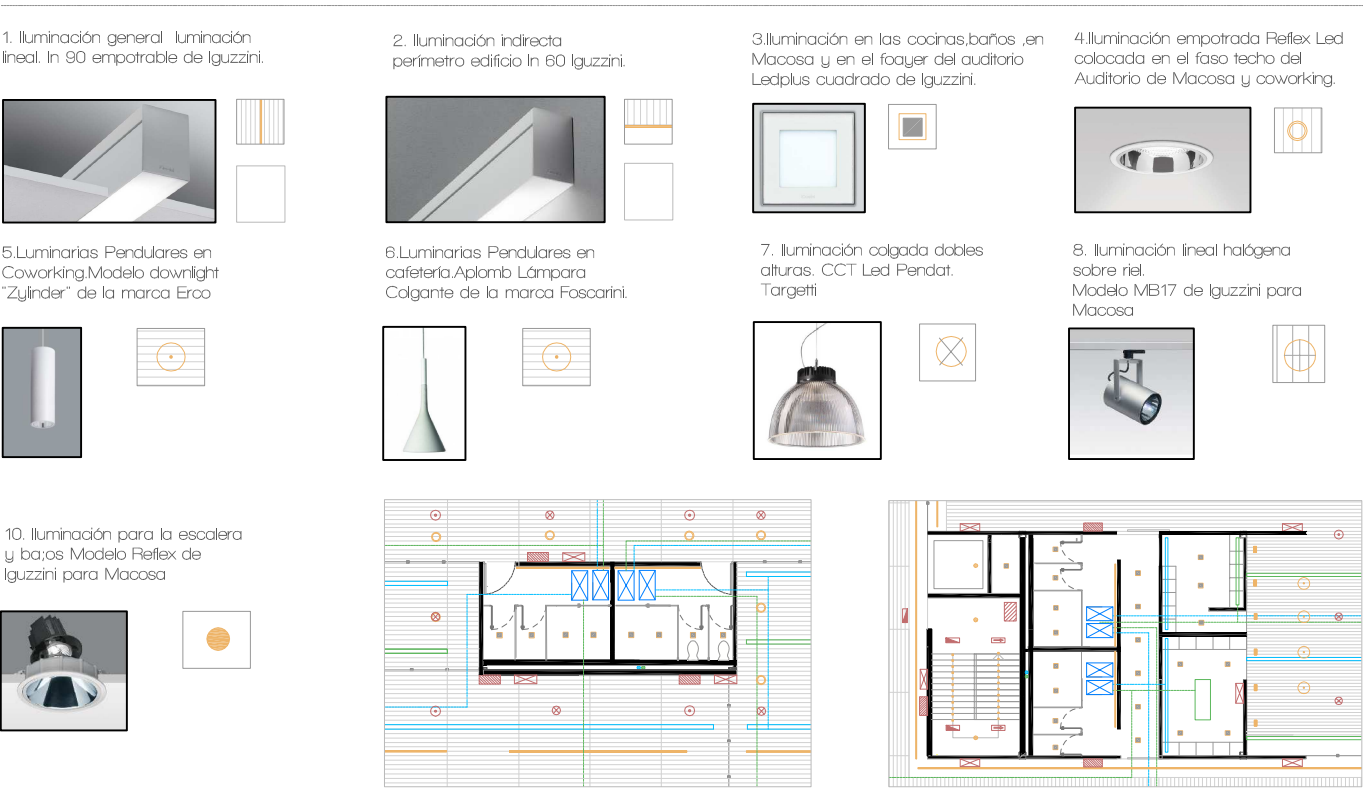 1. Iluminación general luminación
lineal. In 90 empotrable de Iguzzini.
2. Iluminación indirecta
perímetro edificio In 60 Iguzzini.
3.Iluminación en las cocinas,baños ,en
Macosa y en el foayer del auditorio
Ledplus cuadrado de Iguzzini.
4.Iluminación empotrada Reflex Led
colocada en el faso techo del
Auditorio de Macosa y coworking.
5.Luminarias Pendulares en
Coworking.Modelo downlight
"Zylinder" de la marca Erco
6.Luminarias Pendulares en
cafetería.Aplomb Lámpara
Colgante de la marca Foscarini.
7. Iluminación colgada dobles
alturas. CCT Led Pendat.
Targetti
8. Iluminación lineal halógena
sobre riel.
Modelo MB17 de Iguzzini para
Macosa
10. Iluminación para la escalera
y ba;os Modelo Reflex de
Iguzzini para Macosa